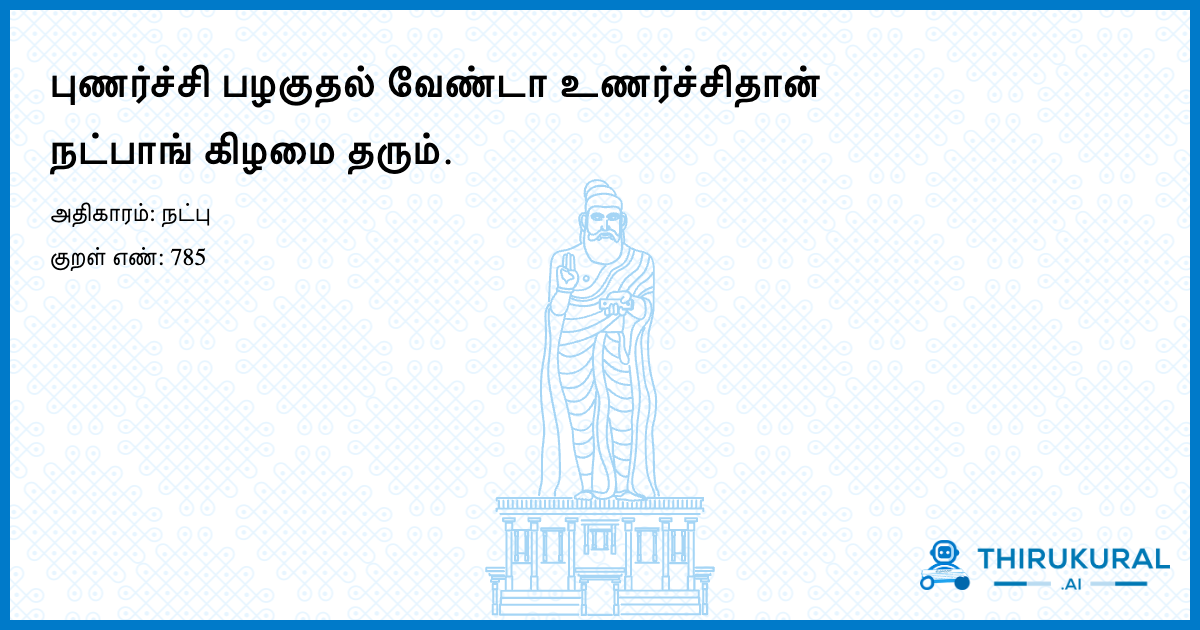 புணர்ச்சி பழகுதல் வேண்டா உணர்ச்சிதான்
நட்பாங் கிழமை தரும்.
அதிகாரம்: நட்பு
குறள் எண்: 785
THIRUKURAL
.AI